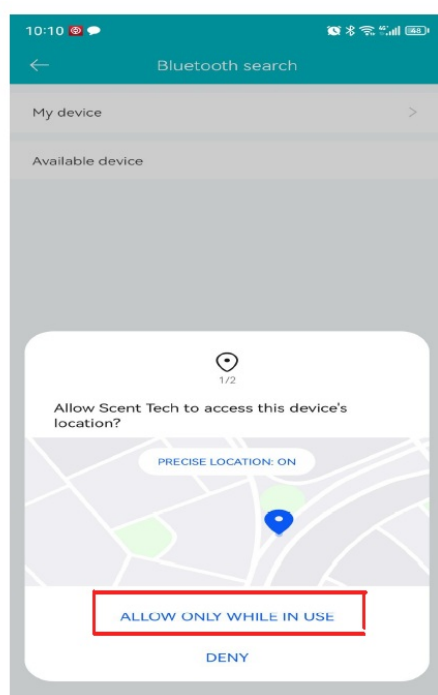 10:10
Bluetooth search
My device
Available device
1/2
Allow Scent Tech to access this device's
location?
PRECISE LOCATION: ON
ALLOW ONLY WHILE IN USE
DENY